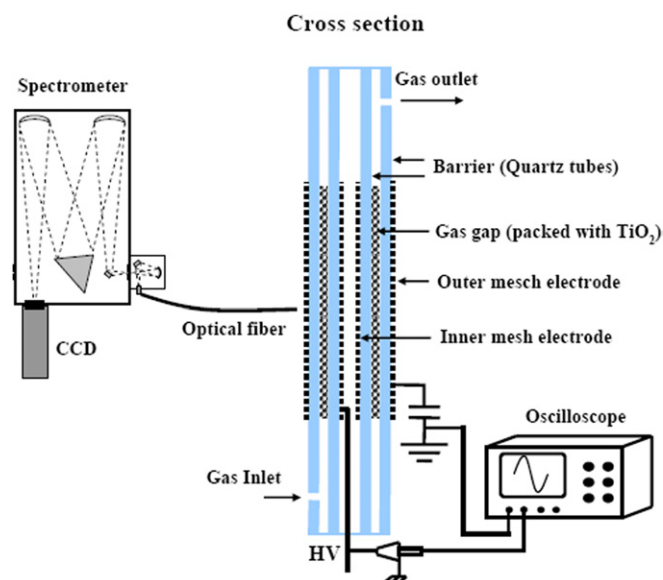 Cross section
Spectrometer
Gas outlet
Barrier (Quartz tubes)
Gas gap (packed with TiO₂)
Outer mesch electrode
Optical fiber
Inner mesh electrode
CCD
Oscilloscope
Gas Inlet
HV